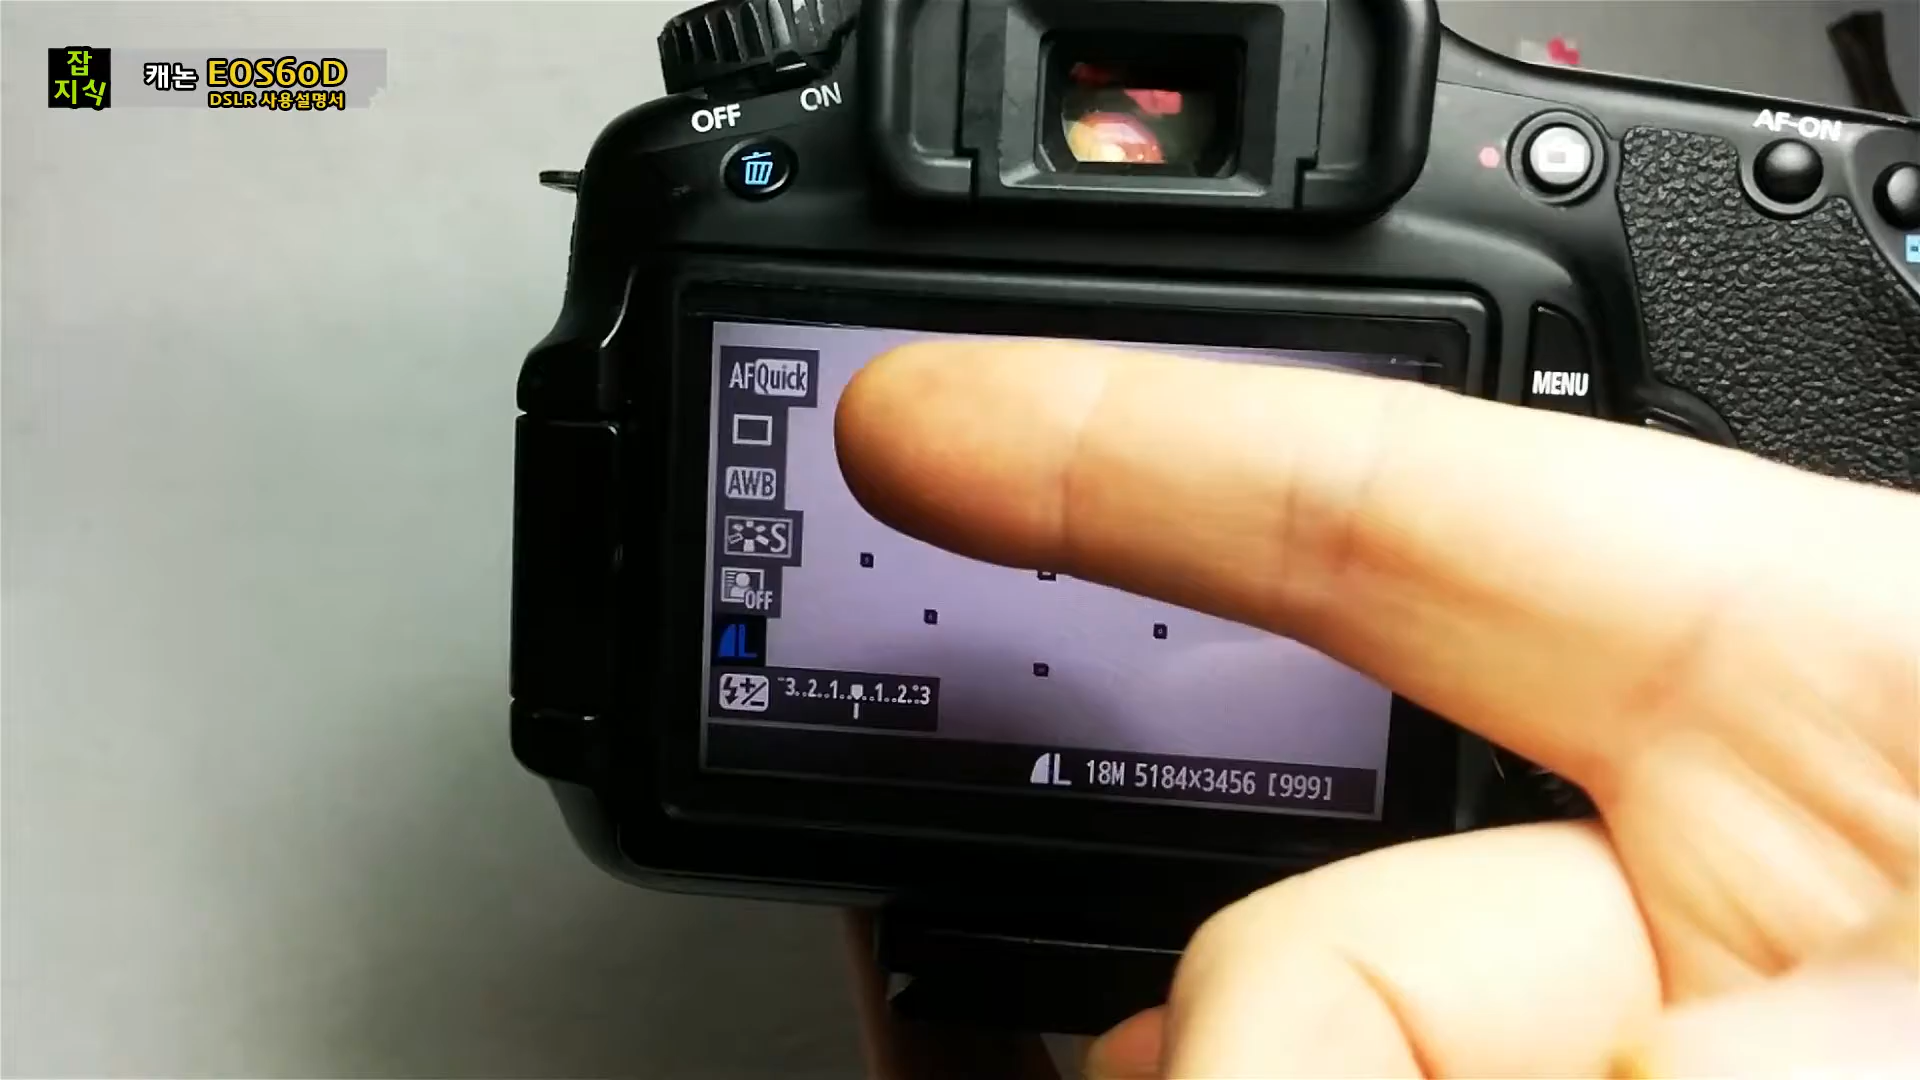 잡
지식
캐논 EOS60D
DSLR 사용설명서
OFF
ON
AF-ON
MENU
AFQuick
AWB
S
OFF
L
-3..2..1...1..2.+3
L 18M 5184x3456 [999]